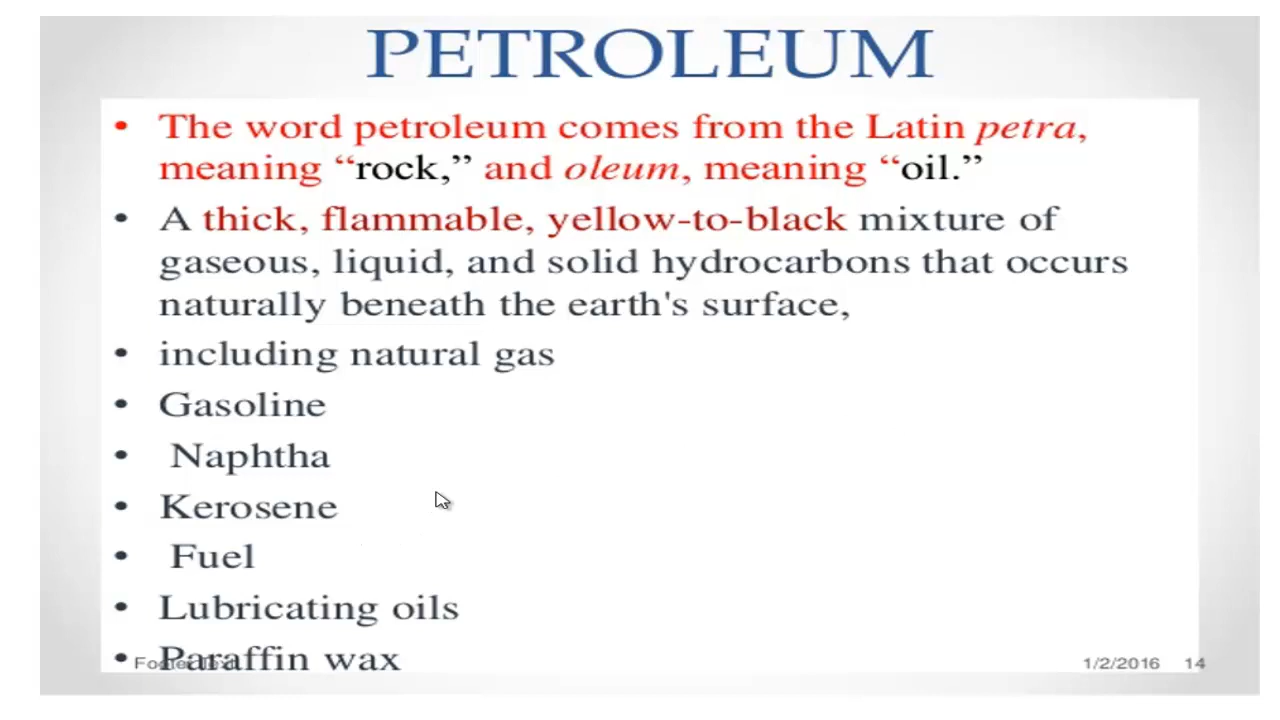 PETROLEUM
• The word petroleum comes from the Latin petra,
meaning “rock,” and oleum, meaning “oil.”
• A thick, flammable, yellow-to-black mixture of
gaseous, liquid, and solid hydrocarbons that occurs
naturally beneath the earth's surface,
• including natural gas
• Gasoline
• Naphtha
• Kerosene
• Fuel
• Lubricating oils
• Paraffin wax
Footer Text
1/2/2016 14